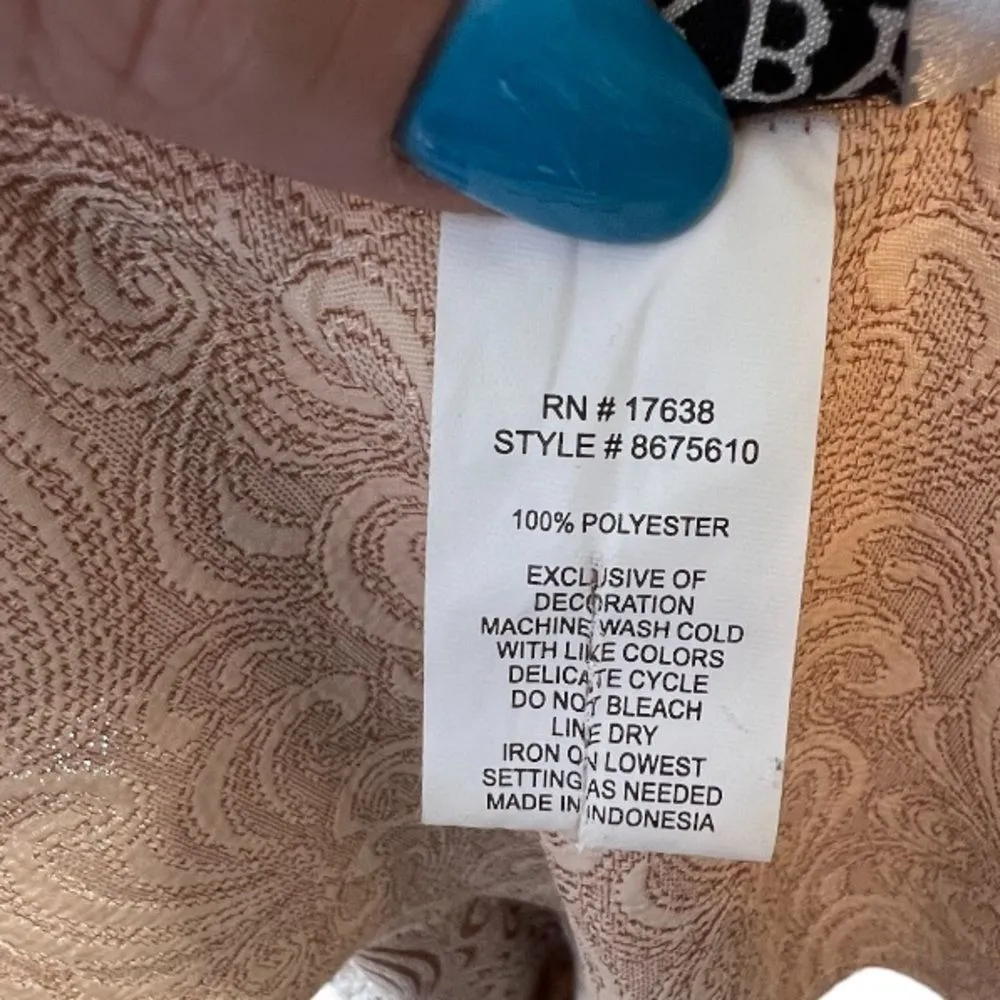 B
RN # 17638
STYLE # 8675610
100% POLYESTER
EXCLUSIVE OF
DECORATION
MACHINE WASH COLD
WITH LIKE COLORS
DELICATE CYCLE
DO NOT BLEACH
LINE DRY
IRON ON LOWEST
SETTING AS NEEDED
MADE IN INDONESIA